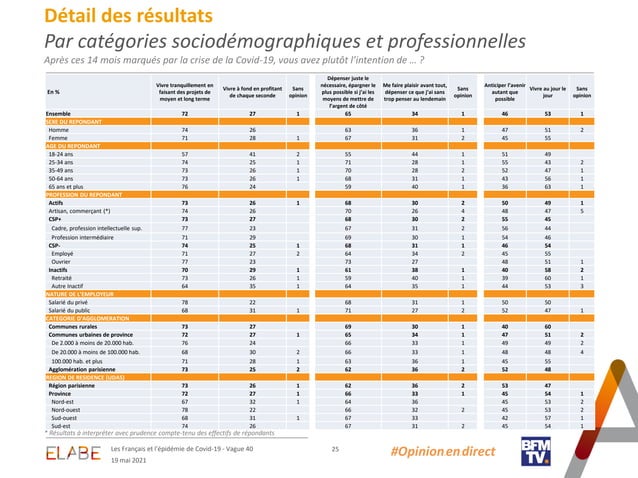 Détail des résultats
Par catégories sociodémographiques et professionnelles
Après ces 14 mois marqués par la crise de la Covid-19, vous avez plutôt l'intention de … ?
En % Vivre tranquillement en faisant des projets de moyen et long terme Vivre à fond en profitant de chaque seconde Sans opinion Dépenser juste le nécessaire, épargner le plus possible si j'ai les moyens de mettre de l'argent de côté Me faire plaisir avant tout, dépenser ce que j'ai sans trop penser au lendemain Sans opinion Anticiper l'avenir autant que possible Vivre au jour le jour Sans opinion
Ensemble 72 27 1 65 34 1 46 53 1
SEXE DU REPONDANT
Homme 74 26 63 36 1 47 51 2
Femme 71 28 1 67 31 2 45 55
AGE DU REPONDANT
18-24 ans 57 41 2 55 44 1 51 49
25-34 ans 74 25 1 71 28 1 55 43 2
35-49 ans 73 26 1 70 28 2 52 47 1
50-64 ans 73 26 1 68 31 1 43 56 1
65 ans et plus 76 24 59 40 1 36 63 1
PROFESSION DU REPONDANT
Actifs 73 26 1 68 30 2 50 49 1
Artisan, commerçant (*) 74 26 70 26 4 48 47 5
CSP+ 73 27 68 30 2 55 45
Cadre, profession intellectuelle sup. 77 23 67 31 2 56 44
Profession intermédiaire 71 29 69 30 1 54 46
CSP- 74 25 1 68 31 1 46 54
Employé 71 27 2 64 34 2 45 55
Ouvrier 77 23 73 27 48 51 1
Inactifs 70 29 1 61 38 1 40 58 2
Retraité 73 26 1 59 40 1 39 60 1
Autre Inactif 64 35 1 64 35 1 44 53 3
NATURE DE L'EMPLOYEUR
Salarié du privé 78 22 68 31 1 50 50
Salarié du public 68 31 1 71 27 2 52 47 1
CATEGORIE D'AGGLOMERATION
Communes rurales 73 27 69 30 1 40 60
Communes urbaines de province 72 27 1 65 34 1 47 51 2
De 2.000 à moins de 20.000 hab. 76 24 66 33 1 49 49 2
De 20.000 à moins de 100.000 hab. 68 30 2 66 33 1 48 48 4
100.000 hab. et plus 71 28 1 63 36 1 45 55
Agglomération parisienne 73 25 2 62 36 2 52 48
REGION DE RESIDENCE (UDA5)
Région parisienne 73 26 1 62 36 2 53 47
Province 72 27 1 66 33 1 45 54 1
Nord-est 67 32 1 64 36 45 53 2
Nord-ouest 78 22 66 32 2 45 53 2
Sud-ouest 68 31 1 67 33 42 57 1
Sud-est 74 26 67 31 2 45 54 1
* Résultats à interpréter avec prudence compte-tenu des effectifs de répondants
ELABE
Les Français et l'épidémie de Covid-19 - Vague 40
19 mai 2021
25
#Opinion en direct
BFM TV.